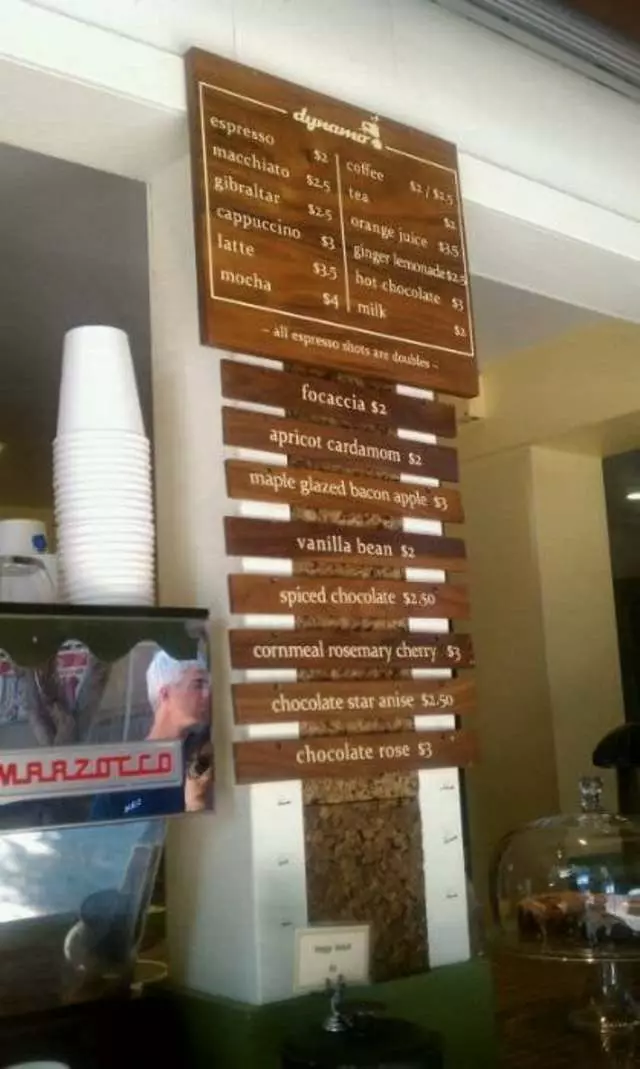 dynamo
espresso $2
macchiato $2.5
gibraltar $2.5
cappuccino $3
latte $3.5
mocha $4
coffee $2 / $2.5
tea $2
orange juice $3.5
ginger lemonade $2.5
hot chocolate $3
milk $2
~ all espresso shots are doubles ~
focaccia $2
apricot cardamom $2
maple glazed bacon apple $3
vanilla bean $2
spiced chocolate $2.50
cornmeal rosemary cherry $3
chocolate star anise $2.50
chocolate rose $3
MARZOCCO